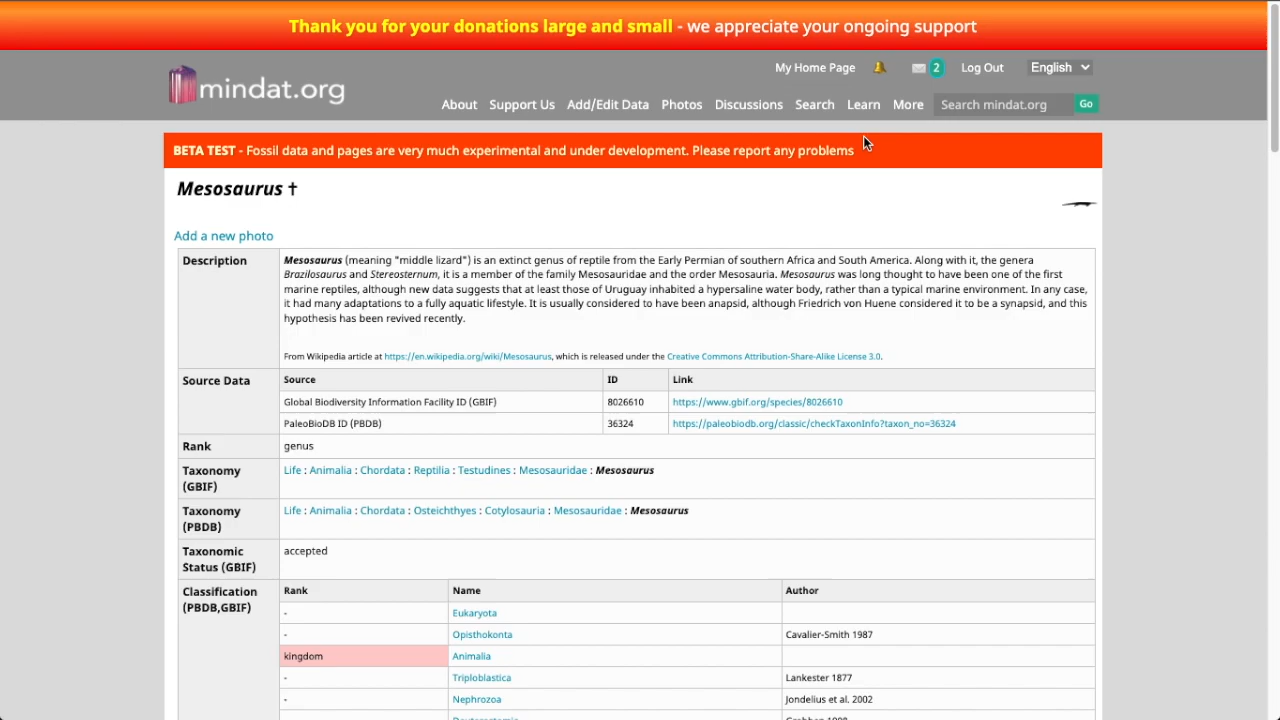 Thank you for your donations large and small - we appreciate your ongoing support
My Home Page 2 Log Out English
mindat.org
About Support Us Add/Edit Data Photos Discussions Search Learn More Search mindat.org Go
BETA TEST - Fossil data and pages are very much experimental and under development. Please report any problems
Mesosaurus †
Add a new photo
Description
Mesosaurus (meaning "middle lizard") is an extinct genus of reptile from the Early Permian of southern Africa and South America. Along with it, the genera
Brazilosaurus and Stereosternum, it is a member of the family Mesosauridae and the order Mesosauria. Mesosaurus was long thought to have been one of the first
marine reptiles, although new data suggests that at least those of Uruguay inhabited a hypersaline water body, rather than a typical marine environment. In any case,
it had many adaptations to a fully aquatic lifestyle. It is usually considered to have been anapsid, although Friedrich von Huene considered it to be a synapsid, and this
hypothesis has been revived recently.
From Wikipedia article at https://en.wikipedia.org/wiki/Mesosaurus, which is released under the Creative Commons Attribution-Share-Alike License 3.0.
Source Data
Source ID Link
Global Biodiversity Information Facility ID (GBIF) 8026610 https://www.gbif.org/species/8026610
PaleoBioDB ID (PBDB) 36324 https://paleobiodb.org/classic/checkTaxonInfo?taxon_no=36324
Rank genus
Taxonomy
(GBIF)
Life : Animalia : Chordata : Reptilia : Testudines : Mesosauridae : Mesosaurus
Taxonomy
(PBDB)
Life : Animalia : Chordata : Osteichthyes : Cotylosauria : Mesosauridae : Mesosaurus
Taxonomic
Status (GBIF)
accepted
Classification
(PBDB,GBIF)
Rank Name Author
- Eukaryota
- Opisthokonta Cavalier-Smith 1987
kingdom Animalia
- Triploblastica Lankester 1877
- Nephrozoa Jondelius et al. 2002